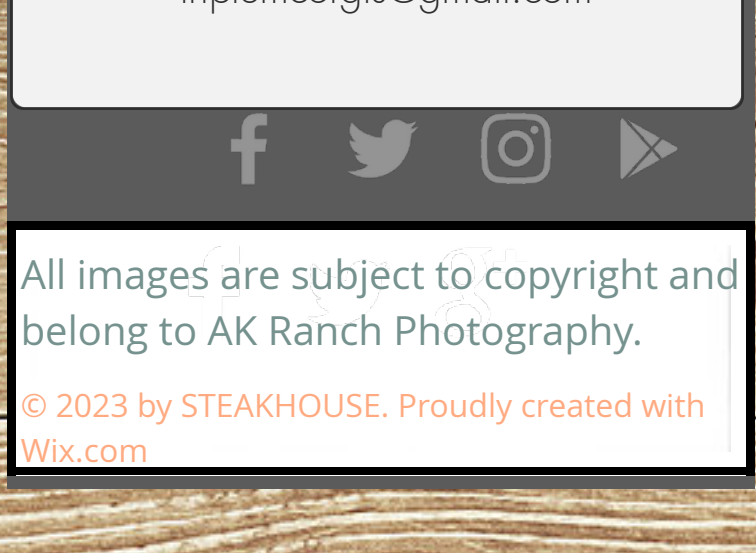 All images are subject to copyright and
belong to AK Ranch Photography.
© 2023 by STEAKHOUSE. Proudly created with
Wix.com